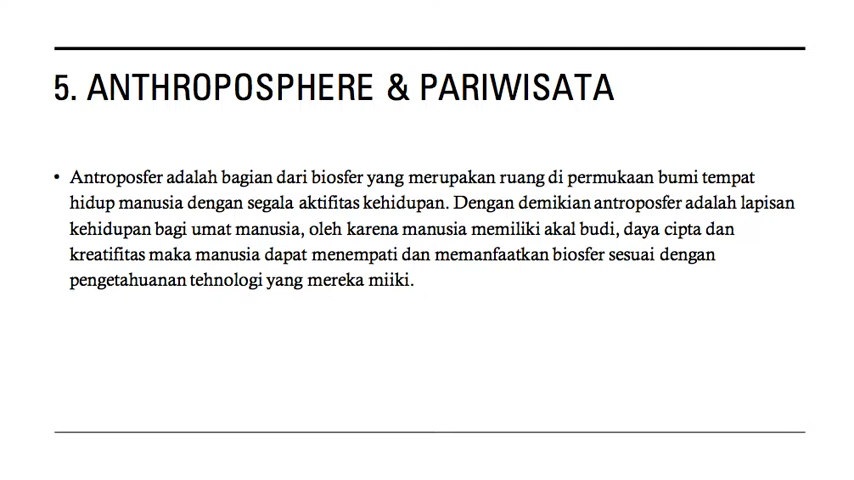 5. ANTHROPOSPHERE & PARIWISATA
• Antroposfer adalah bagian dari biosfer yang merupakan ruang di permukaan bumi tempat
hidup manusia dengan segala aktifitas kehidupan. Dengan demikian antroposfer adalah lapisan
kehidupan bagi umat manusia, oleh karena manusia memiliki akal budi, daya cipta dan
kreatifitas maka manusia dapat menempati dan memanfaatkan biosfer sesuai dengan
pengetahuanan tehnologi yang mereka miiki.